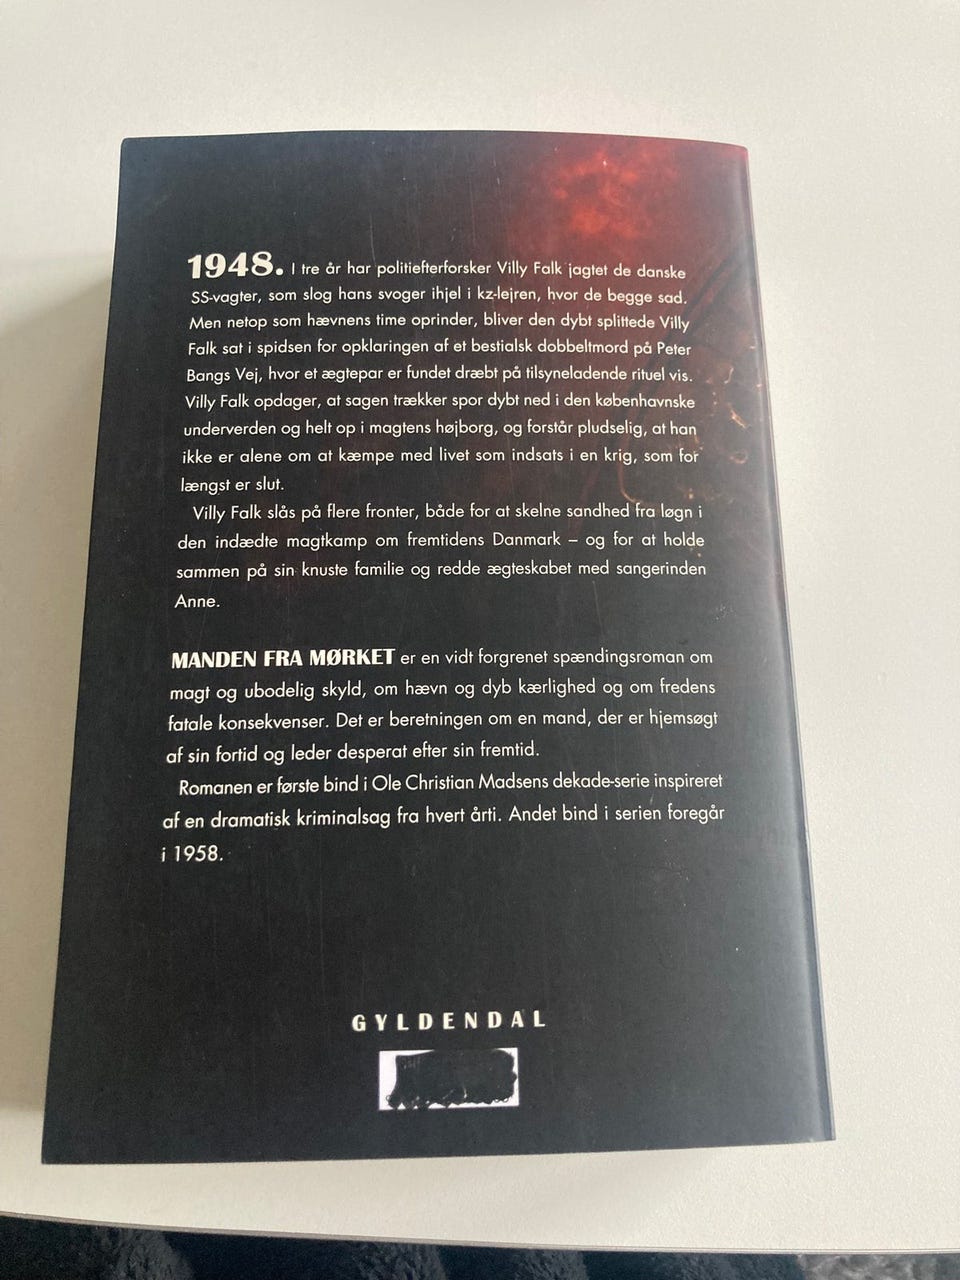 1948. I tre år har politiefterforsker Villy Falk jagtet de danske
SS-vagter, som slog hans svoger ihjel i kz-lejren, hvor de begge sad.
Men netop som hævnens time oprinder, bliver den dybt splittede Villy
Falk sat i spidsen for opklaringen af et bestialsk dobbeltmord på Peter
Bangs Vej, hvor et ægtepar er fundet dræbt på tilsyneladende rituel vis.
Villy Falk opdager, at sagen trækker spor dybt ned i den københavnske
underverden og helt op i magtens højborg, og forstår pludselig, at han
ikke er alene om at kæmpe med livet som indsats i en krig, som for
længst er slut.
Villy Falk slås på flere fronter, både for at skelne sandhed fra løgn i
den indædte magtkamp om fremtidens Danmark – og for at holde
sammen på sin knuste familie og redde ægteskabet med sangerinden
Anne.
MANDEN FRA MØRKET er en vidt forgrenet spændingsroman om
magt og ubodelig skyld, om hævn og dyb kærlighed og om fredens
fatale konsekvenser. Det er beretningen om en mand, der er hjemsøgt
af sin fortid og leder desperat efter sin fremtid.
Romanen er første bind i Ole Christian Madsens dekade-serie inspireret
af en dramatisk kriminalsag fra hvert årti. Andet bind i serien foregår
i 1958.
GYLDENDAL